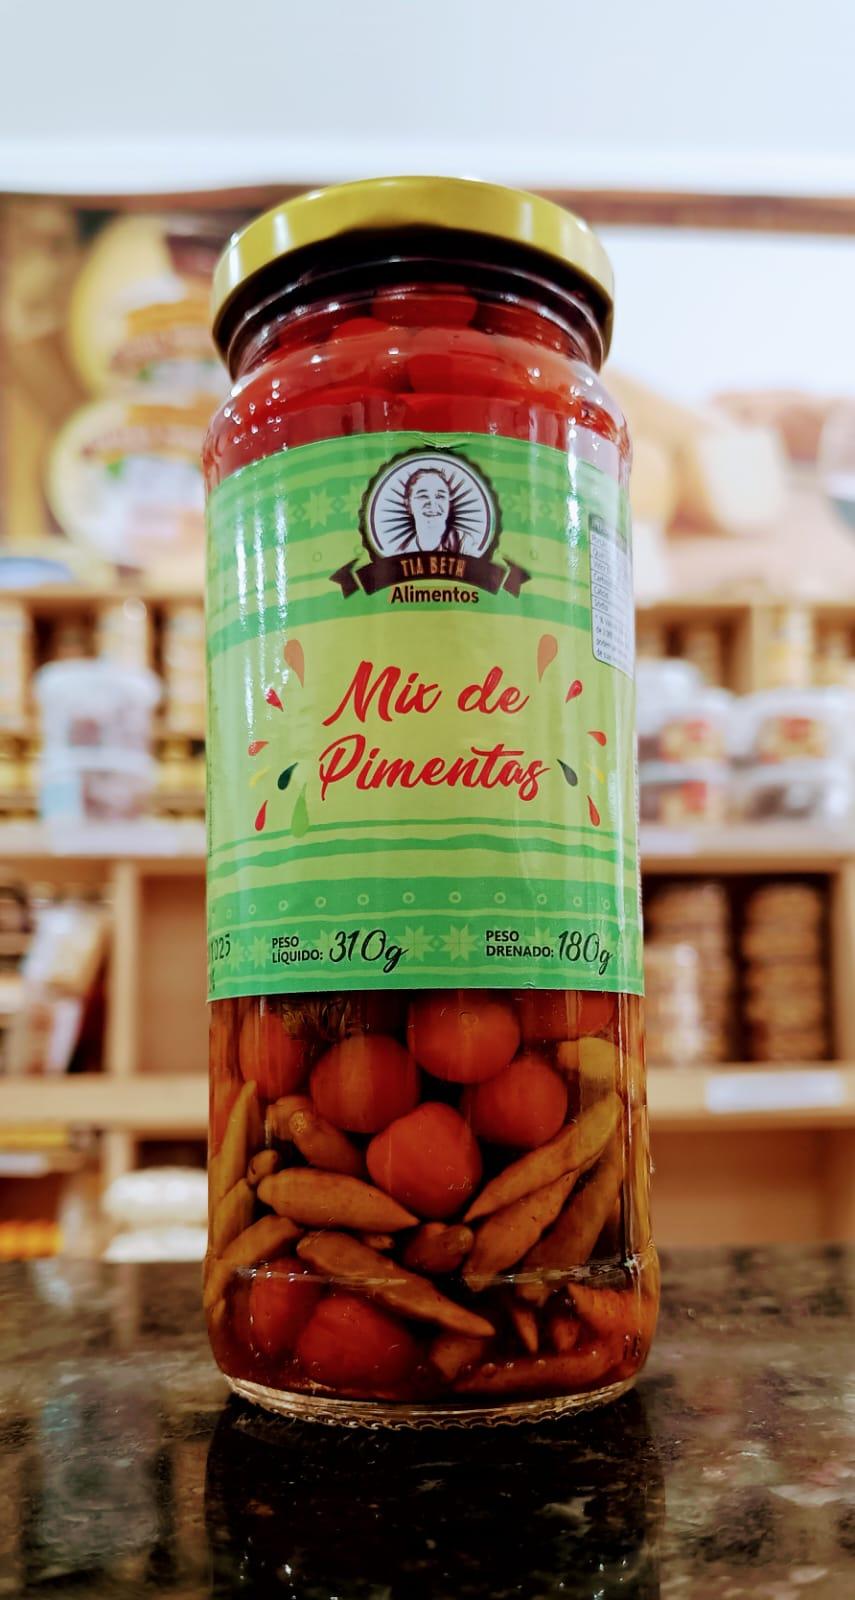 TIA BETH
Alimentos
Mix de
Pimentas
PESO
LÍQUIDO: 310g
PESO
DRENADO: 180g